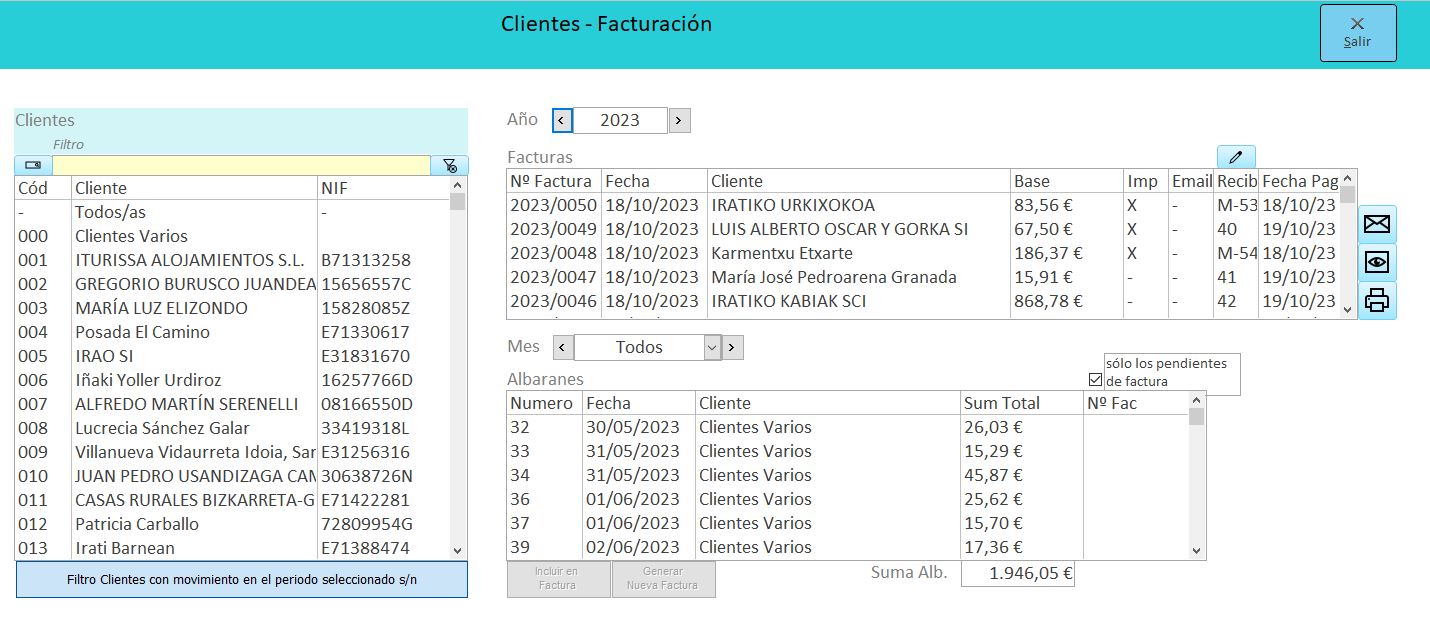 Clientes - Facturación
Salir
Clientes
Filtro
Cód Cliente NIF
- Todos/as -
000 Clientes Varios
001 ITURISSA ALOJAMIENTOS S.L. B71313258
002 GREGORIO BURUSCO JUANDEA 15656557C
003 MARÍA LUZ ELIZONDO 15828085Z
004 Posada El Camino E71330617
005 IRAO SI E31831670
006 Iñaki Yoller Urdiroz 16257766D
007 ALFREDO MARTÍN SERENELLI 08166550D
008 Lucrecia Sánchez Galar 33419318L
009 Villanueva Vidaurreta Idoia, Sar E31256316
010 JUAN PEDRO USANDIZAGA CAN 30638726N
011 CASAS RURALES BIZKARRETA-G E71422281
012 Patricia Carballo 72809954G
013 Irati Barnean E71388474
Filtro Clientes con movimiento en el periodo seleccionado s/n
Año < 2023 >
Facturas
Nº Factura Fecha Cliente Base Imp Email Recib Fecha Pag
2023/0050 18/10/2023 IRATIKO URKIXOKOA 83,56 € X - M-53 18/10/23
2023/0049 18/10/2023 LUIS ALBERTO OSCAR Y GORKA SI 67,50 € X - 40 19/10/23
2023/0048 18/10/2023 Karmentxu Etxarte 186,37 € X - M-54 18/10/23
2023/0047 18/10/2023 María José Pedroarena Granada 15,91 € - - 41 19/10/23
2023/0046 18/10/2023 IRATIKO KABIAK SCI 868,78 € - - 42 19/10/23
Mes < Todos >
sólo los pendientes
de factura
Albaranes
Numero Fecha Cliente Sum Total Nº Fac
32 30/05/2023 Clientes Varios 26,03 €
33 31/05/2023 Clientes Varios 15,29 €
34 31/05/2023 Clientes Varios 45,87 €
36 01/06/2023 Clientes Varios 25,62 €
37 01/06/2023 Clientes Varios 15,70 €
39 02/06/2023 Clientes Varios 17,36 €
Incluir en
Factura
Generar
Nueva Factura
Suma Alb. 1.946,05 €